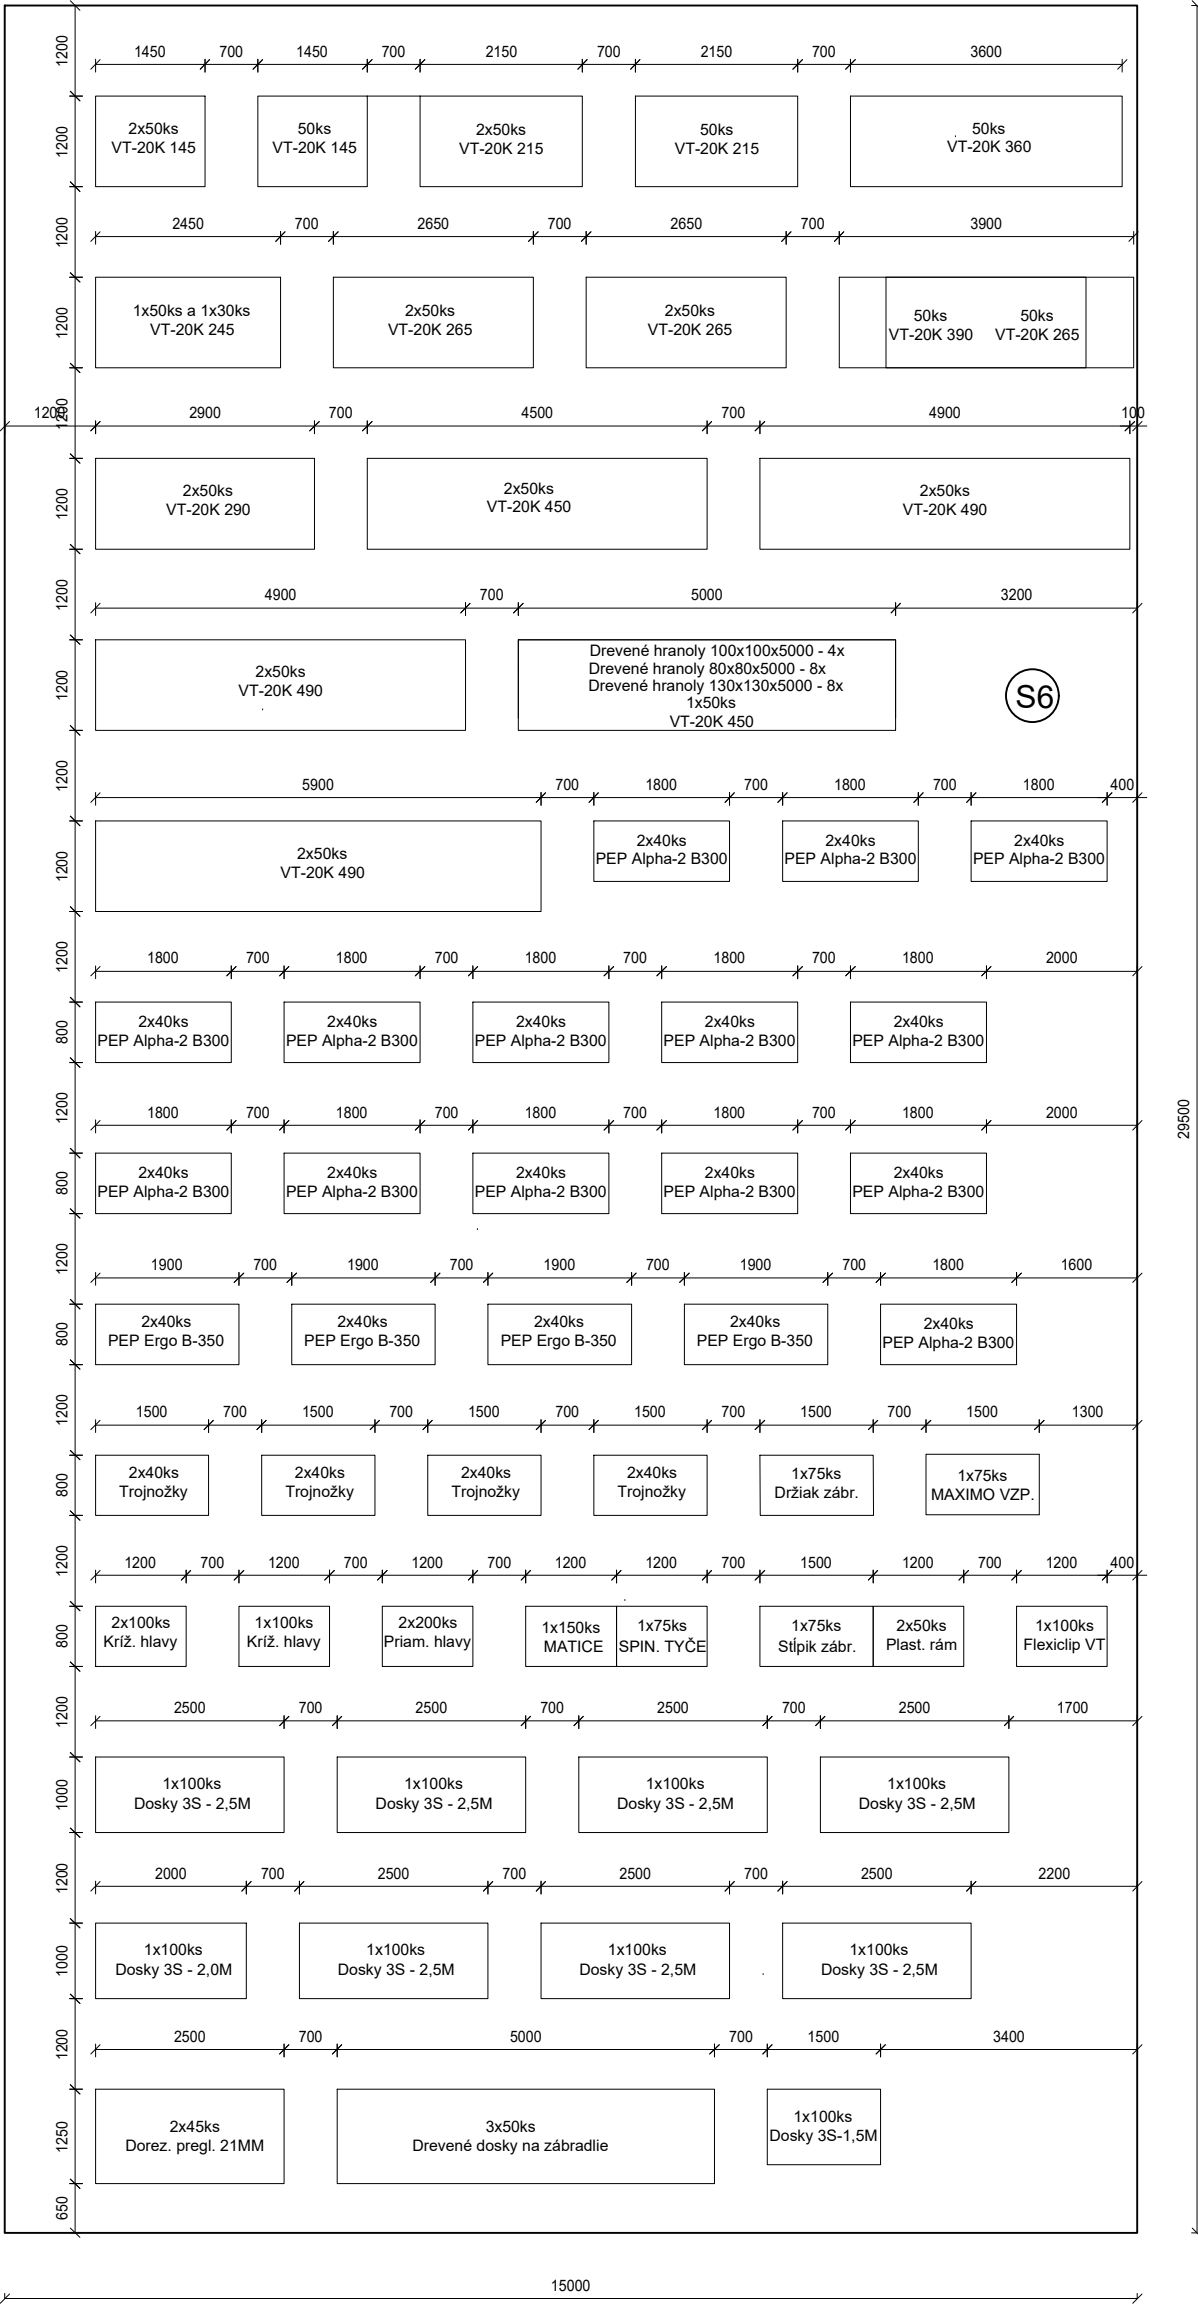 1200
1450 700 1450 700 2150 700 2150 700 3600
1200
2x50ks
VT-20K 145
50ks
VT-20K 145
2x50ks
VT-20K 215
50ks
VT-20K 215
50ks
VT-20K 360
1200
2450 700 2650 700 2650 700 3900
1200
1x50ks a 1x30ks
VT-20K 245
2x50ks
VT-20K 265
2x50ks
VT-20K 265
50ks
VT-20K 390
50ks
VT-20K 265
1200
1200 2900 700 4500 700 4900 100
1200
2x50ks
VT-20K 290
2x50ks
VT-20K 450
2x50ks
VT-20K 490
1200
4900 700 5000 3200
1200
2x50ks
VT-20K 490
Drevené hranoly 100x100x5000 - 4x
Drevené hranoly 80x80x5000 - 8x
Drevené hranoly 130x130x5000 - 8x
1x50ks
VT-20K 450
S6
1200
5900 700 1800 700 1800 700 1800 400
1200
2x50ks
VT-20K 490
2x40ks
PEP Alpha-2 B300
2x40ks
PEP Alpha-2 B300
2x40ks
PEP Alpha-2 B300
1200
1800 700 1800 700 1800 700 1800 700 1800 2000
800
2x40ks
PEP Alpha-2 B300
2x40ks
PEP Alpha-2 B300
2x40ks
PEP Alpha-2 B300
2x40ks
PEP Alpha-2 B300
2x40ks
PEP Alpha-2 B300
1200
1800 700 1800 700 1800 700 1800 700 1800 2000
29500
800
2x40ks
PEP Alpha-2 B300
2x40ks
PEP Alpha-2 B300
2x40ks
PEP Alpha-2 B300
2x40ks
PEP Alpha-2 B300
2x40ks
PEP Alpha-2 B300
1200
1900 700 1900 700 1900 700 1900 700 1800 1600
800
2x40ks
PEP Ergo B-350
2x40ks
PEP Ergo B-350
2x40ks
PEP Ergo B-350
2x40ks
PEP Ergo B-350
2x40ks
PEP Alpha-2 B300
1200
1500 700 1500 700 1500 700 1500 700 1500 700 1500 1300
800
2x40ks
Trojnožky
2x40ks
Trojnožky
2x40ks
Trojnožky
2x40ks
Trojnožky
1x75ks
Držiak zábr.
1x75ks
MAXIMO VZP.
1200
1200 700 1200 700 1200 700 1200 1200 700 1500 1200 700 1200 400
800
2x100ks
Kríž. hlavy
1x100ks
Kríž. hlavy
2x200ks
Priam. hlavy
1x150ks
MATICE
1x75ks
SPIN. TYČE
1x75ks
Stĺpik zábr.
2x50ks
Plast. rám
1x100ks
Flexiclip VT
1200
2500 700 2500 700 2500 700 2500 1700
1000
1x100ks
Dosky 3S - 2,5M
1x100ks
Dosky 3S - 2,5M
1x100ks
Dosky 3S - 2,5M
1x100ks
Dosky 3S - 2,5M
1200
2000 700 2500 700 2500 700 2500 2200
1000
1x100ks
Dosky 3S - 2,0M
1x100ks
Dosky 3S - 2,5M
1x100ks
Dosky 3S - 2,5M
1x100ks
Dosky 3S - 2,5M
1200
2500 700 5000 700 1500 3400
1250
2x45ks
Dorez. pregl. 21MM
3x50ks
Drevené dosky na zábradlie
1x100ks
Dosky 3S-1,5M
650
15000